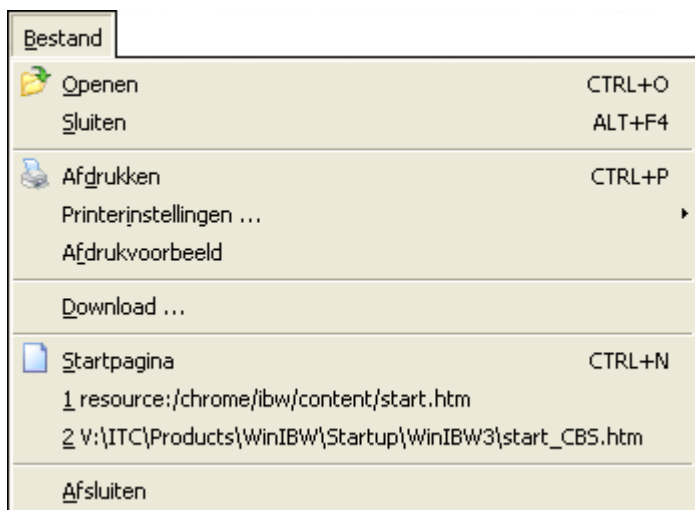 Bestand
Openen CTRL+O
Sluiten ALT+F4
Afdrukken CTRL+P
Printerinstellingen ...
Afdrukvoorbeeld
Download ...
Startpagina CTRL+N
1 resource:/chrome/ibw/content/start.htm
2 V:\ITC\Products\WinIBW\Startup\WinIBW3\start_CBS.htm
Afsluiten